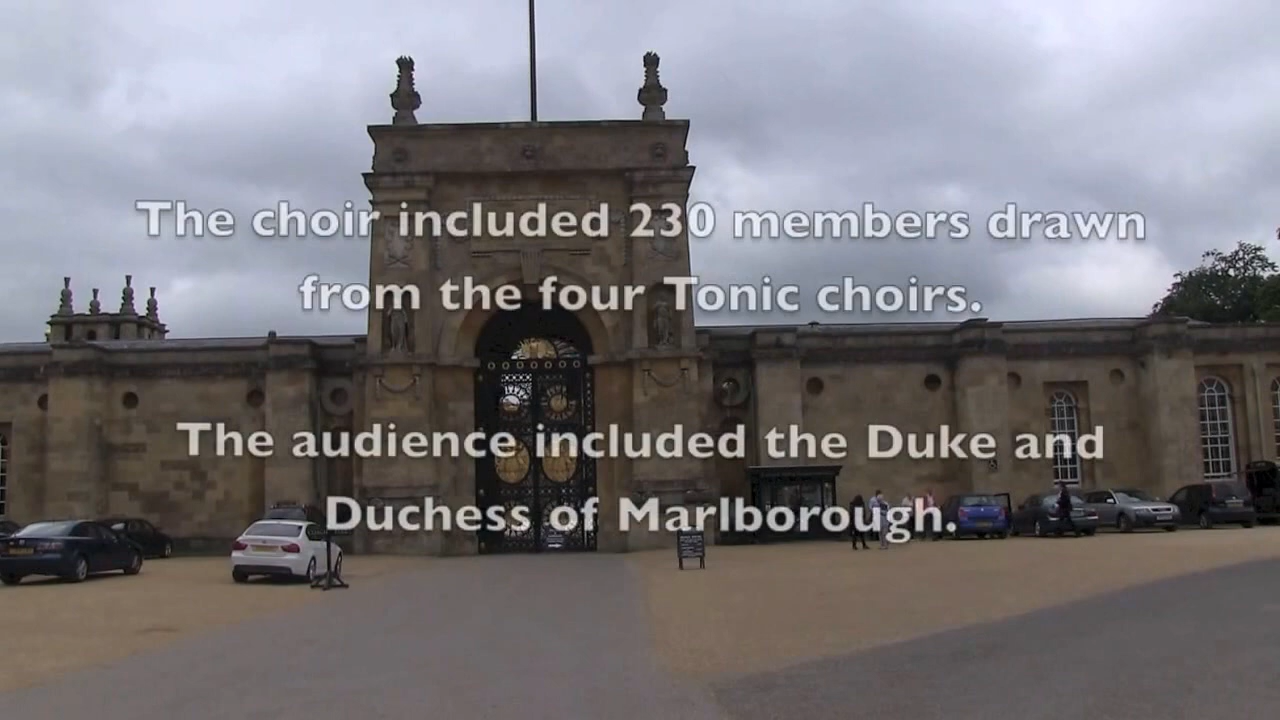 The choir included 230 members drawn
from the four Tonic choirs.
The audience included the Duke and
Duchess of Marlborough.